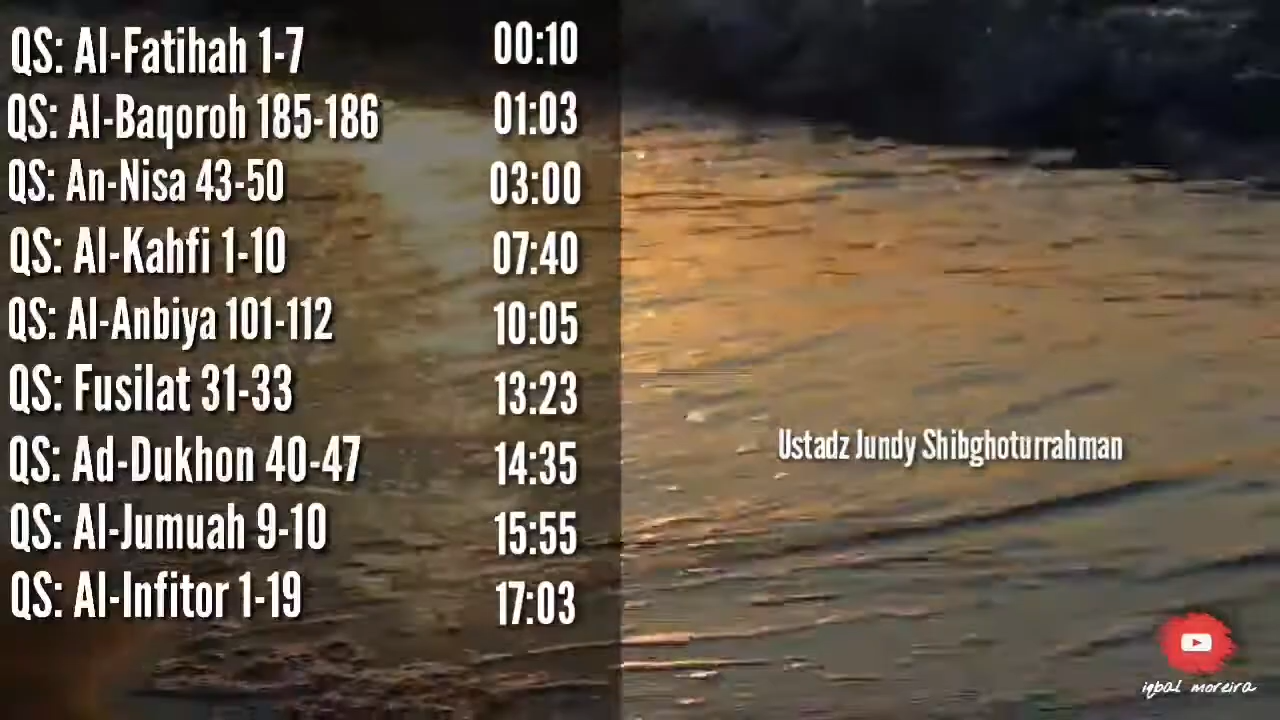 QS: Al-Fatihah 1-7 00:10
QS: Al-Baqoroh 185-186 01:03
QS: An-Nisa 43-50 03:00
QS: Al-Kahfi 1-10 07:40
QS: Al-Anbiya 101-112 10:05
QS: Fusilat 31-33 13:23
QS: Ad-Dukhon 40-47 14:35
QS: Al-Jumuah 9-10 15:55
QS: Al-Infitor 1-19 17:03
Ustadz Jundy Shibghoturrahman
iqbal moreira